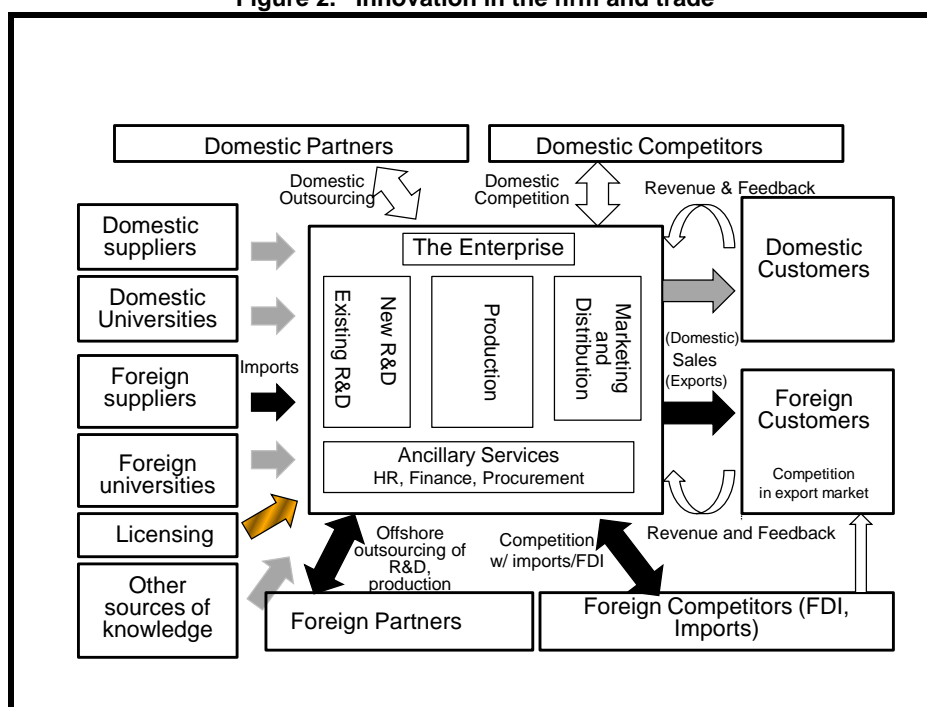 Figure 2. Innovation in the firm and trade
Domestic Partners
Domestic Competitors
Domestic
Outsourcing
Domestic
Competition
Revenue & Feedback
Domestic
suppliers
Domestic
Universities
Imports
Foreign
suppliers
Foreign
universities
Licensing
Other
sources of
knowledge
The Enterprise
Existing R&D
New R&D
Production
Marketing
and
Distribution
Ancillary Services
HR, Finance, Procurement
Domestic
Customers
(Domestic)
Sales
(Exports)
Foreign
Customers
Competition
in export market
Revenue and Feedback
Offshore
outsourcing of
R&D,
production
Competition
w/ imports/FDI
Foreign Partners
Foreign Competitors (FDI,
Imports)